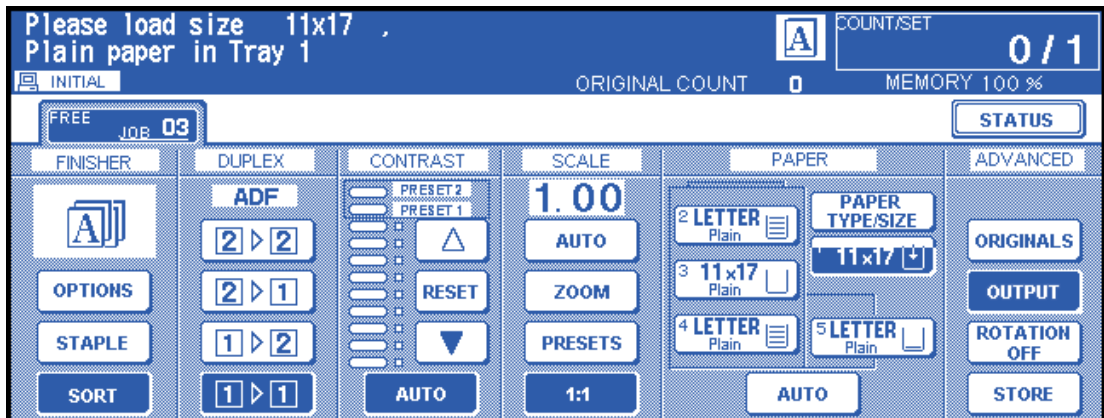 Please load size 11x17 ,
Plain paper in Tray 1
A
COUNT/SET
0 / 1
INITIAL
ORIGINAL COUNT 0
MEMORY 100 %
FREE
JOB 03
STATUS
FINISHER
DUPLEX
CONTRAST
SCALE
PAPER
ADVANCED
A
OPTIONS
STAPLE
SORT
ADF
2 ▷ 2
2 ▷ 1
1 ▷ 2
1 ▷ 1
PRESET 2
PRESET 1
△
RESET
▼
AUTO
1.00
AUTO
ZOOM
PRESETS
1:1
2 LETTER
Plain
3 11x17
Plain
4 LETTER
Plain
PAPER
TYPE/SIZE
1 11x17
5 LETTER
Plain
AUTO
ORIGINALS
OUTPUT
ROTATION
OFF
STORE